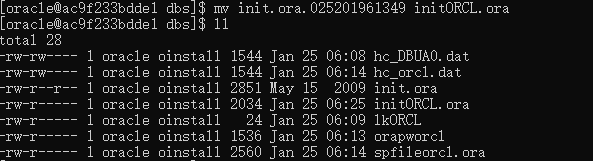 [oracle@ac9f233bdde1 dbs]$ mv init.ora.025201961349 initORCL.ora
[oracle@ac9f233bdde1 dbs]$ ll
total 28
-rw-rw---- 1 oracle oinstall 1544 Jan 25 06:08 hc_DBUA0.dat
-rw-rw---- 1 oracle oinstall 1544 Jan 25 06:14 hc_orcl.dat
-rw-r--r-- 1 oracle oinstall 2851 May 15  2009 init.ora
-rw-r----- 1 oracle oinstall 2034 Jan 25 06:25 initORCL.ora
-rw-r----- 1 oracle oinstall   24 Jan 25 06:09 lkORCL
-rw-r----- 1 oracle oinstall 1536 Jan 25 06:13 orapworcl
-rw-r----- 1 oracle oinstall 2560 Jan 25 06:14 spfileorcl.ora